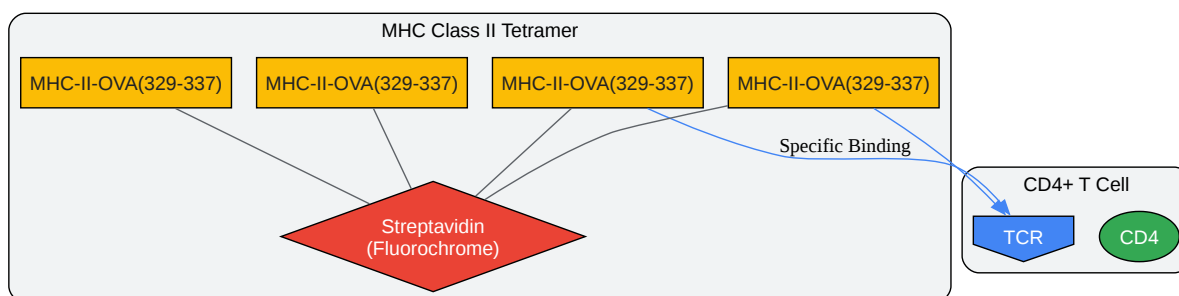 MHC Class II Tetramer
MHC-II-OVA(329-337)
MHC-II-OVA(329-337)
MHC-II-OVA(329-337)
MHC-II-OVA(329-337)
Specific Binding
CD4+ T Cell
Streptavidin
(Fluorochrome)
TCR
CD4